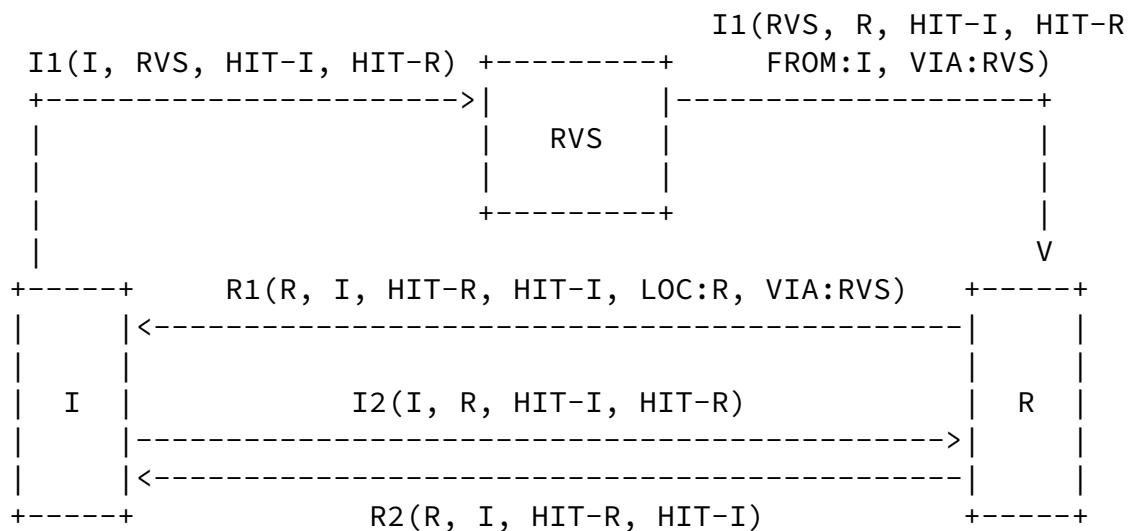 I1(RVS, R, HIT-I, HIT-R
I1(I, RVS, HIT-I, HIT-R) FROM:I, VIA:RVS)
RVS
R1(R, I, HIT-R, HIT-I, LOC:R, VIA:RVS)
I I2(I, R, HIT-I, HIT-R) R
R2(R, I, HIT-R, HIT-I)